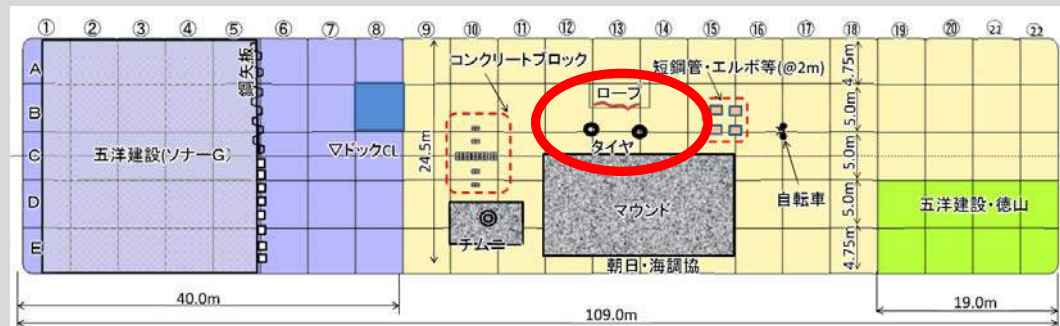 ① ② ③ ④ ⑤ ⑥ ⑦ ⑧ ⑨ ⑩ ⑪ ⑫ ⑬ ⑭ ⑮ ⑯ ⑰ ⑱ ⑲ ⑳ 21 22
A
B
C
D
E
鋼矢板
五洋建設(ソナーG)
▽ドックCL
24.5m
コンクリートブロック
チムニー
ロープ
タイヤ
マウンド
朝日・海調協
短鋼管・エルボ等(@2m)
自転車
4.75m
5.0m
5.0m
5.0m
4.75m
五洋建設・徳山
40.0m
19.0m
109.0m